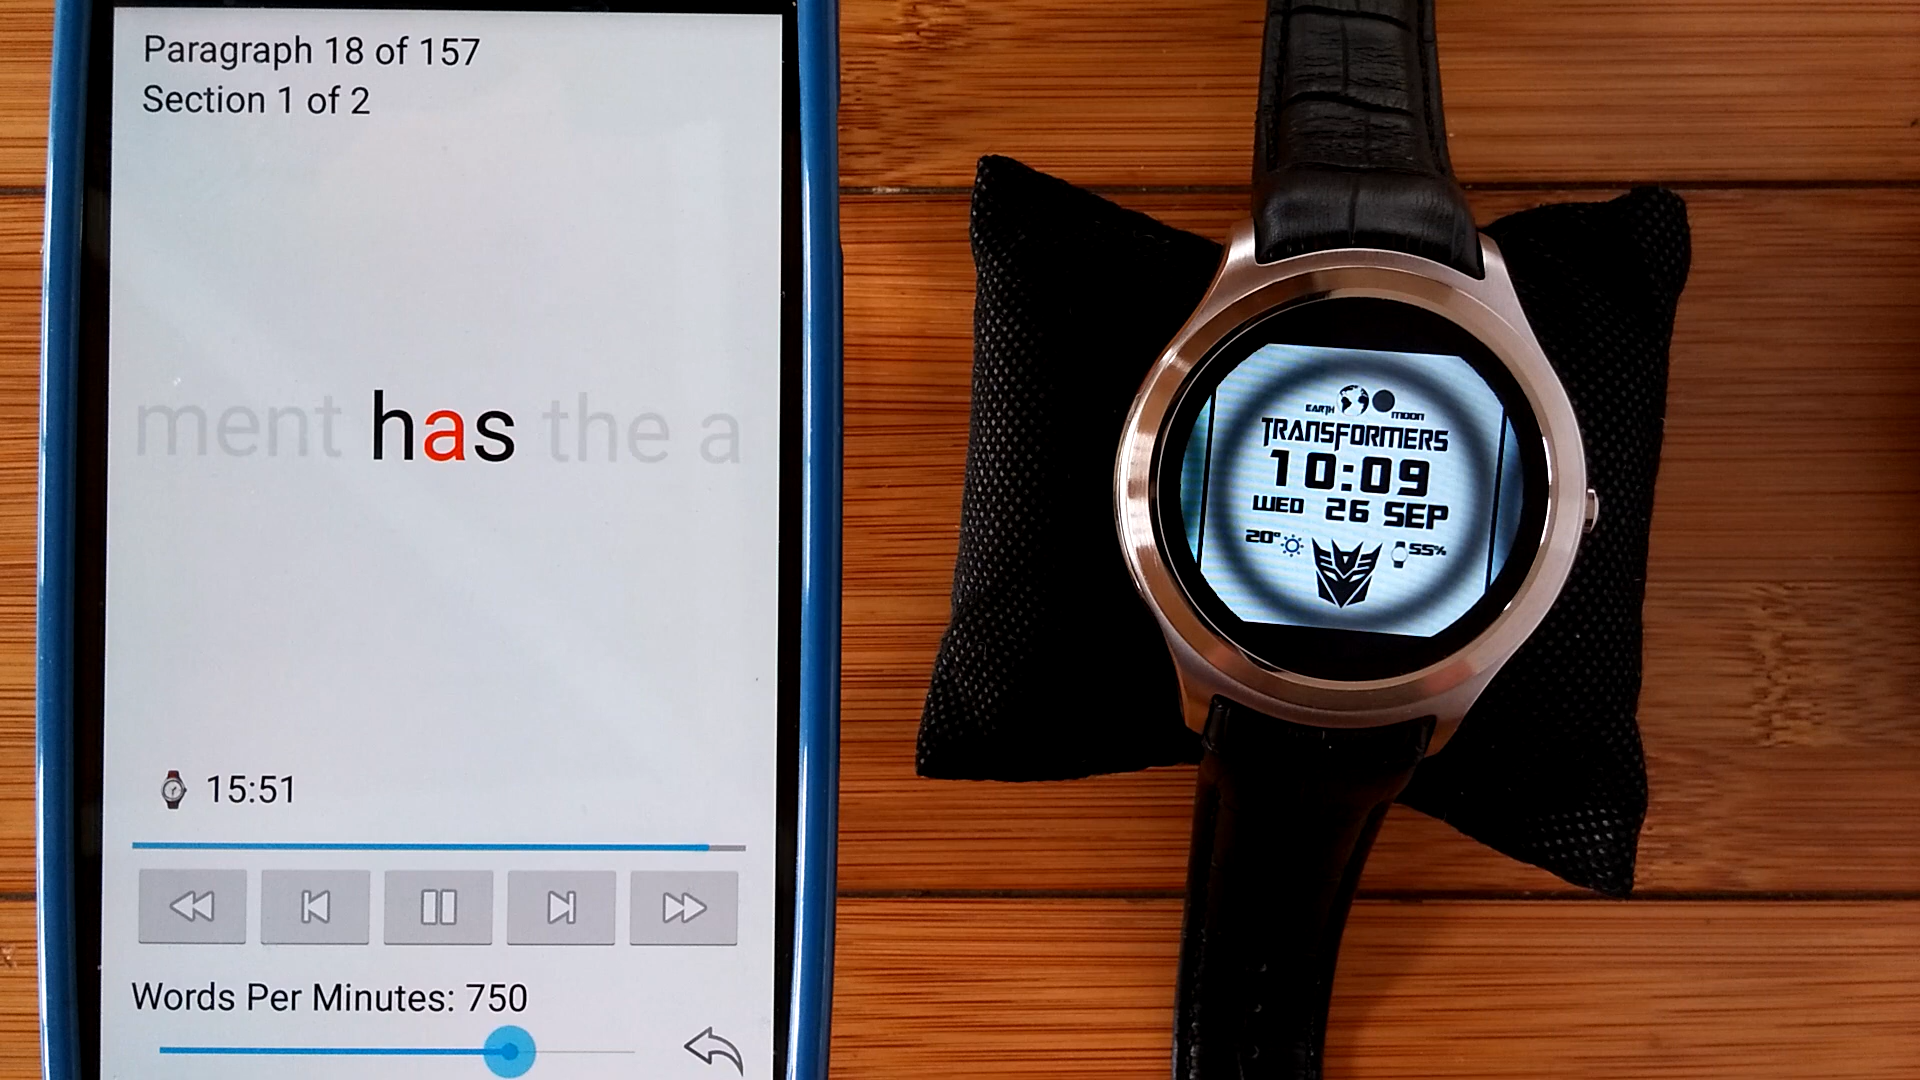 Paragraph 18 of 157
Section 1 of 2
ment has the a
15:51
Words Per Minutes: 750
EARTH MOON
TRANSFORMERS
10:09
WED 26 SEP
20° 55%